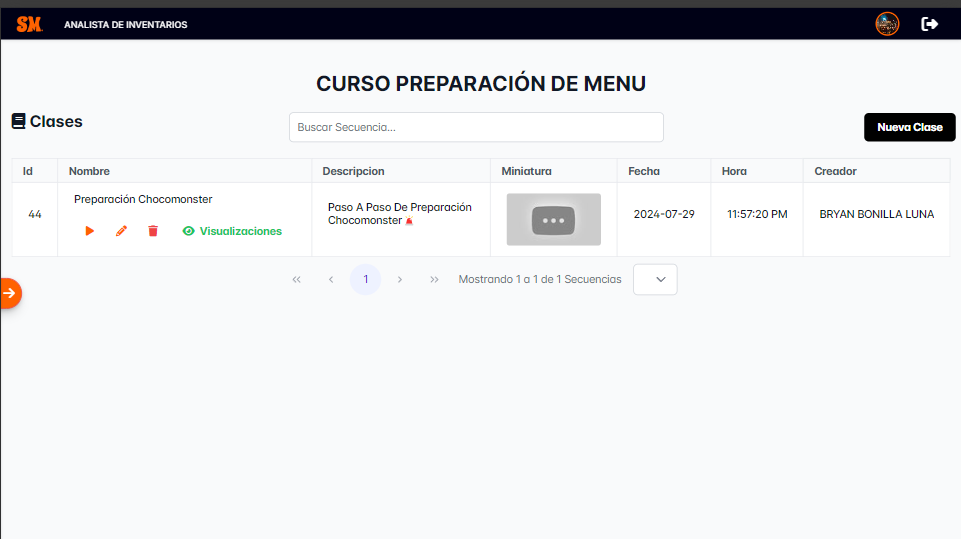 SM.
ANALISTA DE INVENTARIOS
CURSO PREPARACIÓN DE MENU
Clases
Buscar Secuencia...
Nueva Clase
Id
Nombre
Descripcion
Miniatura
Fecha
Hora
Creador
44
Preparación Chocomonster
Visualizaciones
Paso A Paso De Preparación
Chocomonster
2024-07-29
11:57:20 PM
BRYAN BONILLA LUNA
1
Mostrando 1 a 1 de 1 Secuencias